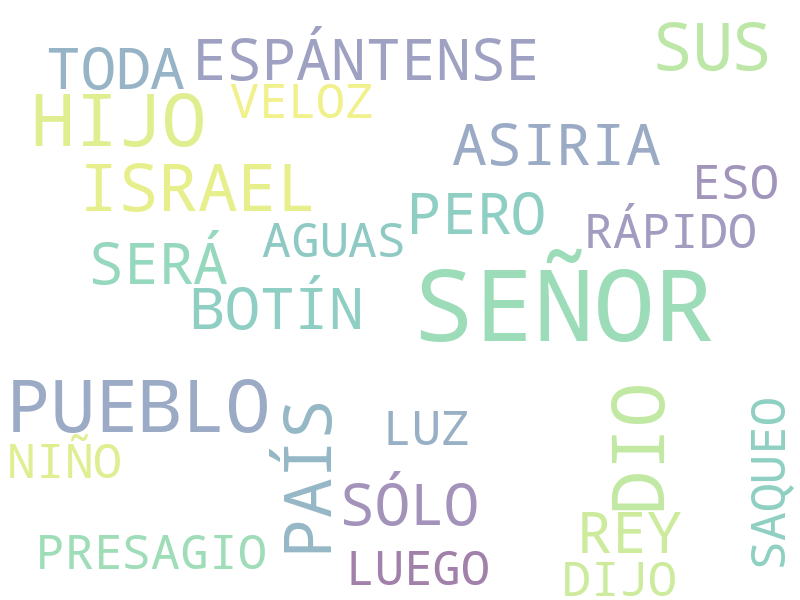 SUS
TODA
ESPÁNTENSE
HIJO
VELOZ
ASIRIA
ISRAEL
ESO
PERO
RÁPIDO
AGUAS
SERÁ
BOTÍN
SEÑOR
PUEBLO
DIO
PAÍS
LUZ
SAQUEO
NIÑO
SÓLO
REY
PRESAGIO
LUEGO
DIJO